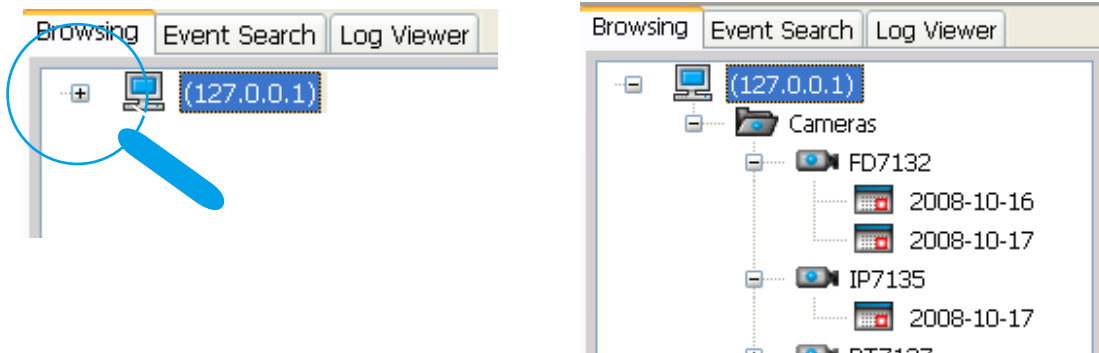 Browsing Event Search Log Viewer
(127.0.0.1)
Browsing Event Search Log Viewer
(127.0.0.1)
Cameras
FD7132
2008-10-16
2008-10-17
IP7135
2008-10-17